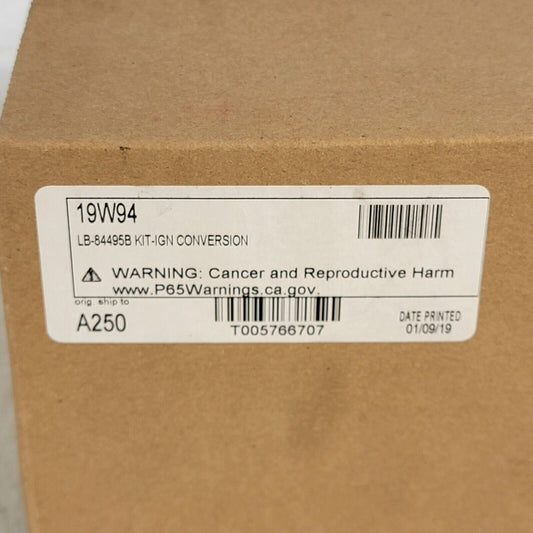 19W94
LB-84495B KIT-IGN CONVERSION
WARNING: Cancer and Reproductive Harm
www.P65Warnings.ca.gov.
orig. ship to
A250
T005766707
DATE PRINTED
01/09/19